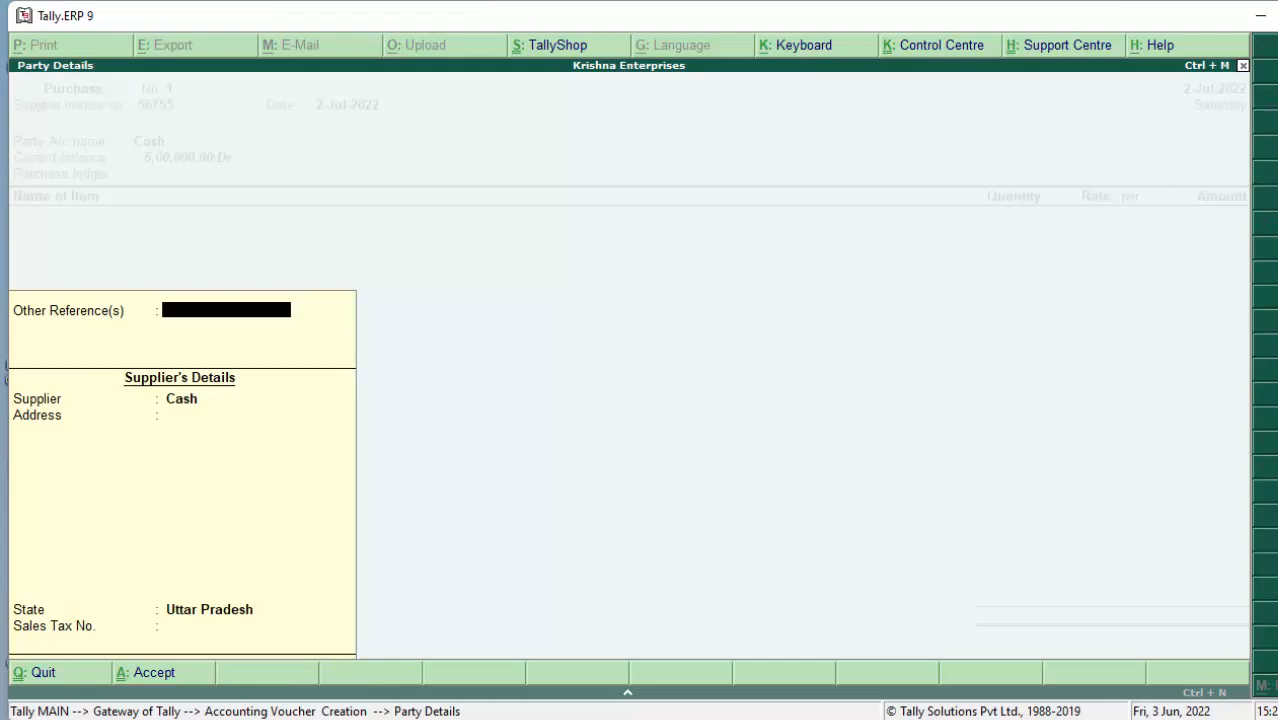 Tally.ERP 9
P: Print E: Export M: E-Mail O: Upload S: TallyShop G: Language K: Keyboard K: Control Centre H: Support Centre H: Help
Party Details Krishna Enterprises Ctrl + M
Purchase No. 1 2-Jul-2022
Supplier Invoice no. 56755 Date 2-Jul-2022 Saturday
Party A/c name Cash
Current balance 5,00,000.00 Dr
Purchase ledger
Name of Item Quantity Rate per Amount
Other Reference(s) :
Supplier's Details
Supplier : Cash
Address :
State : Uttar Pradesh
Sales Tax No. :
Q: Quit A: Accept M:
Ctrl + N
Tally MAIN --> Gateway of Tally --> Accounting Voucher Creation --> Party Details © Tally Solutions Pvt Ltd., 1988-2019 Fri, 3 Jun, 2022